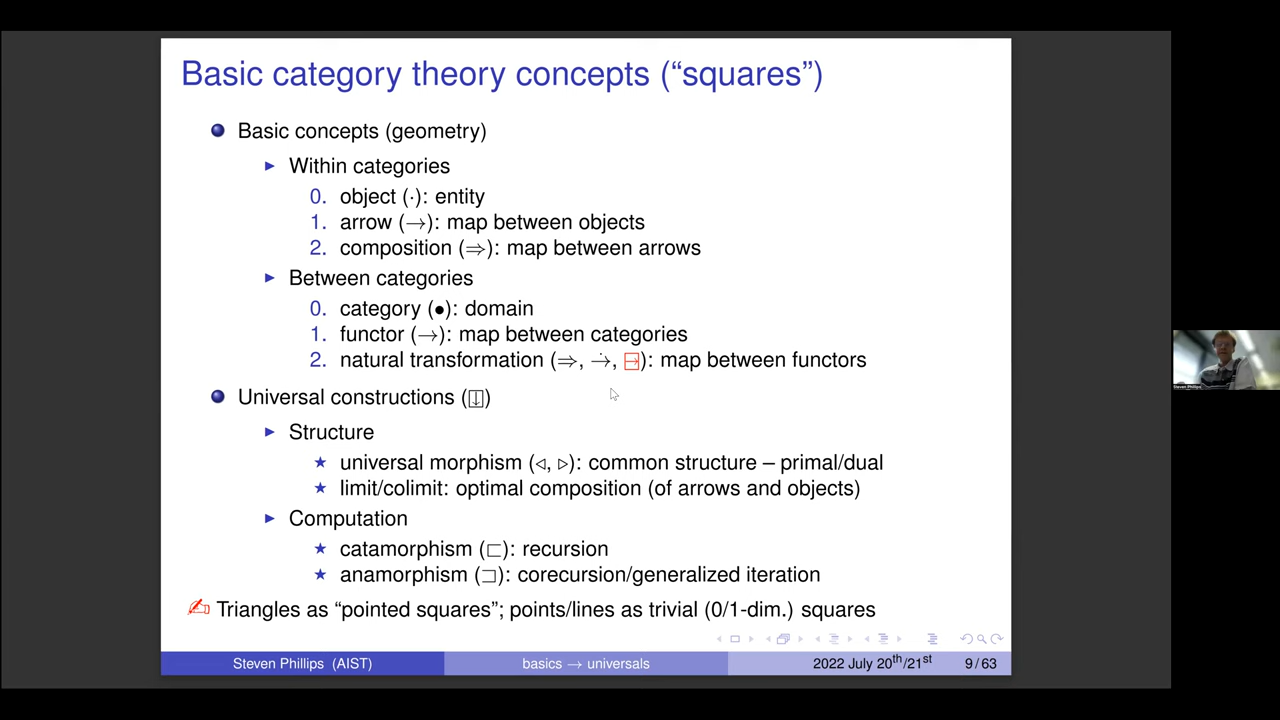 Basic category theory concepts (“squares”)
Basic concepts (geometry)
Within categories
0. object (·): entity
1. arrow (→): map between objects
2. composition (⇒): map between arrows
Between categories
0. category (•): domain
1. functor (→): map between categories
2. natural transformation (⇒, →̇, ⍈): map between functors
Universal constructions (⍗)
Structure
★ universal morphism (◁, ▷): common structure – primal/dual
★ limit/colimit: optimal composition (of arrows and objects)
Computation
★ catamorphism (⊏): recursion
★ anamorphism (⊐): corecursion/generalized iteration
✍ Triangles as “pointed squares”; points/lines as trivial (0/1-dim.) squares
Steven Phillips (AIST) basics → universals 2022 July 20th/21st 9 / 63
Steven Phillips